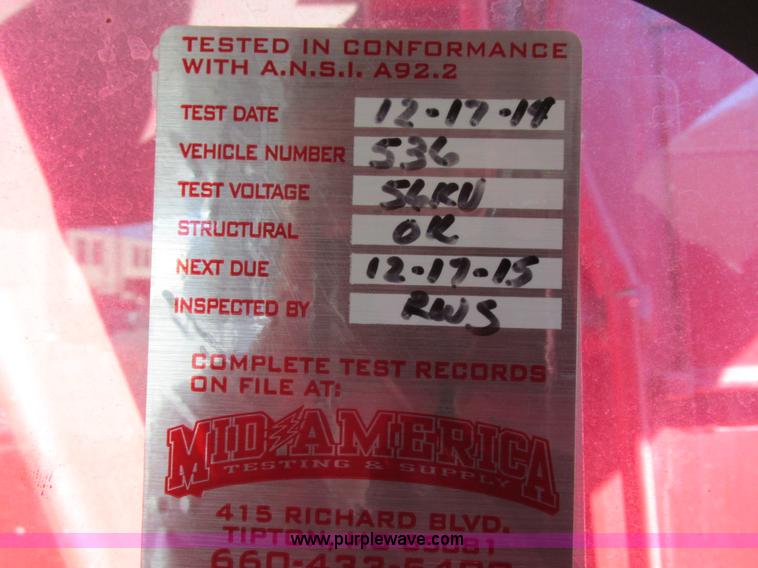 TESTED IN CONFORMANCE
WITH A.N.S.I. A92.2
TEST DATE 12-17-14
VEHICLE NUMBER 536
TEST VOLTAGE 56KV
STRUCTURAL OK
NEXT DUE 12-17-15
INSPECTED BY RWS
COMPLETE TEST RECORDS
ON FILE AT:
MID-AMERICA
TESTING & SUPPLY
415 RICHARD BLVD.
TIPTON,
www.purplewave.com